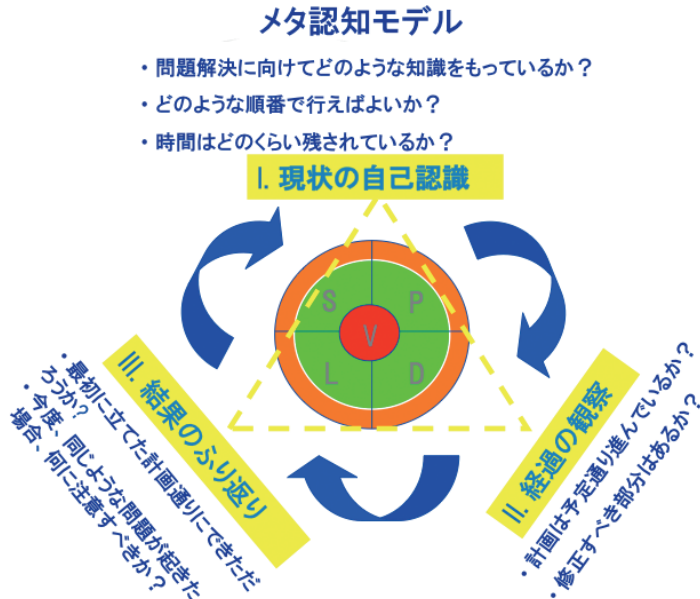 メタ認知モデル
・問題解決に向けてどのような知識をもっているか？
・どのような順番で行えばよいか？
・時間はどのくらい残されているか？
I. 現状の自己認識
S P
V
L D
II. 経過の観察
・計画は予定通り進んでいるか？
・修正すべき部分はあるか？
III. 結果のふり返り
・最初に立てた計画通りにできただ
ろうか?
・今度、同じような問題が起きた
場合、何に注意すべきか？